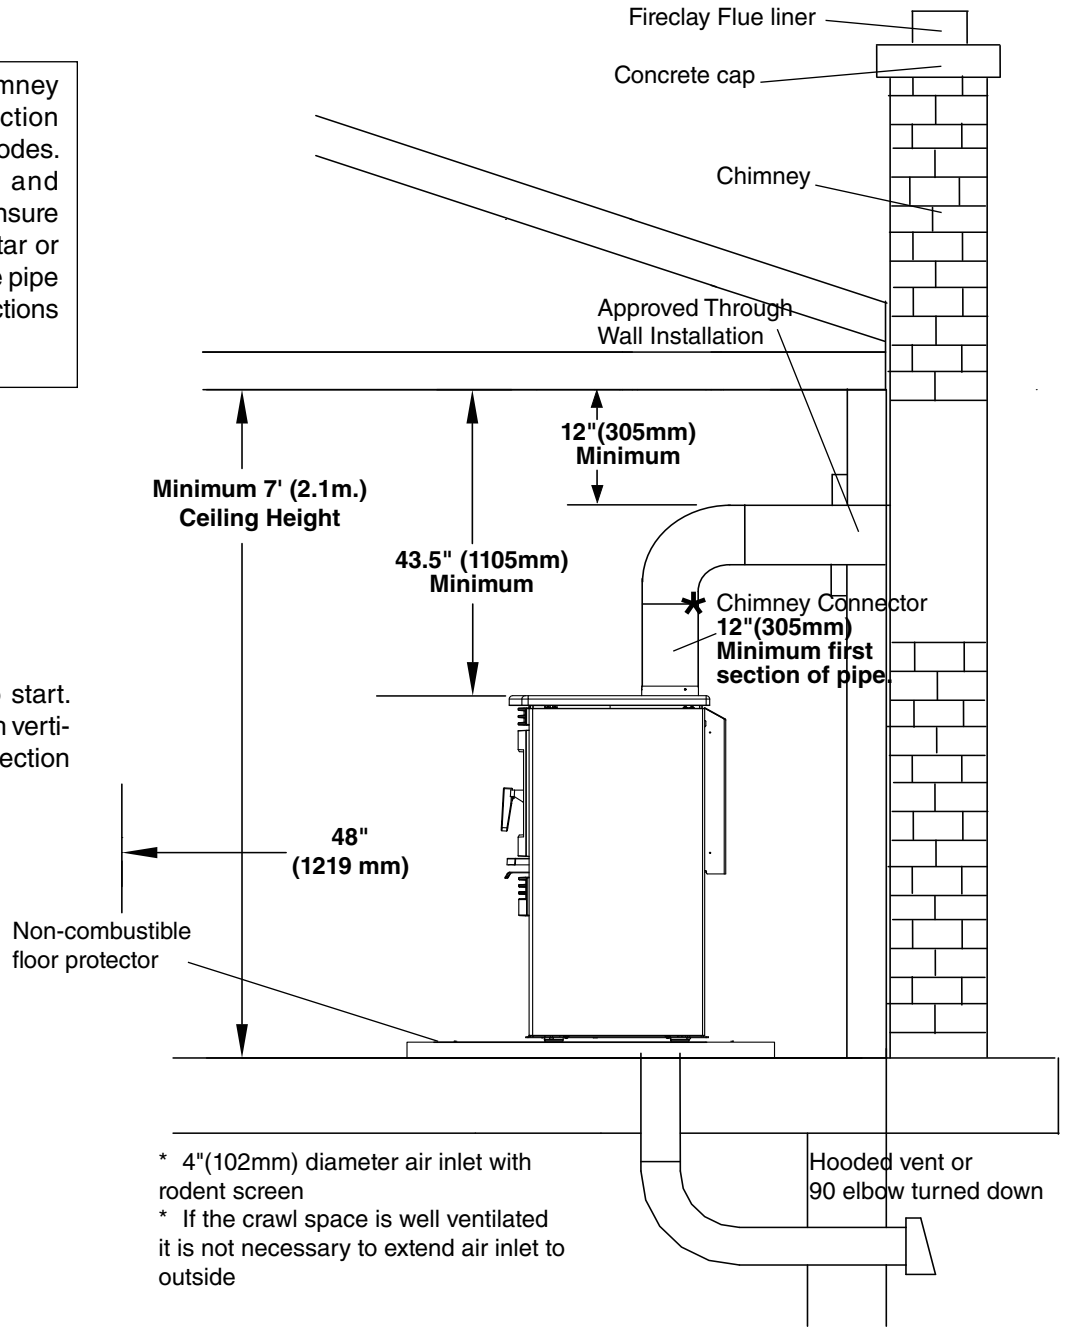 Fireclay Flue liner
Concrete cap
mney
ction
odes.
and
nsure
tar or
e pipe
ctions
Chimney
Approved Through
Wall Installation
12"(305mm)
Minimum
Minimum 7' (2.1m.)
Ceiling Height
43.5" (1105mm)
Minimum
* Chimney Connector
12"(305mm)
Minimum first
section of pipe.
start.
n verti-
ection
48"
(1219 mm)
Non-combustible
floor protector
* 4"(102mm) diameter air inlet with
rodent screen
* If the crawl space is well ventilated
it is not necessary to extend air inlet to
outside
Hooded vent or
90 elbow turned down